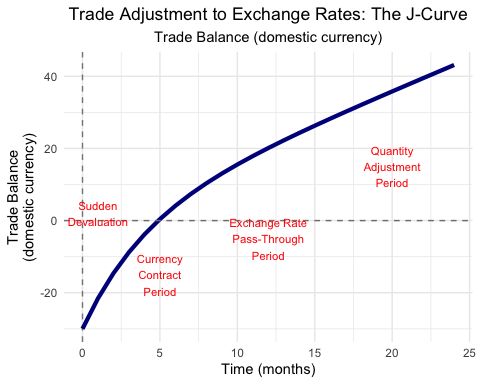 Trade Adjustment to Exchange Rates: The J-Curve
Trade Balance (domestic currency)
Trade Balance
(domestic currency)
40
20
0
-20
Sudden
Devaluation
Currency
Contract
Period
Exchange Rate
Pass-Through
Period
Quantity
Adjustment
Period
0
5
10
15
20
25
Time (months)